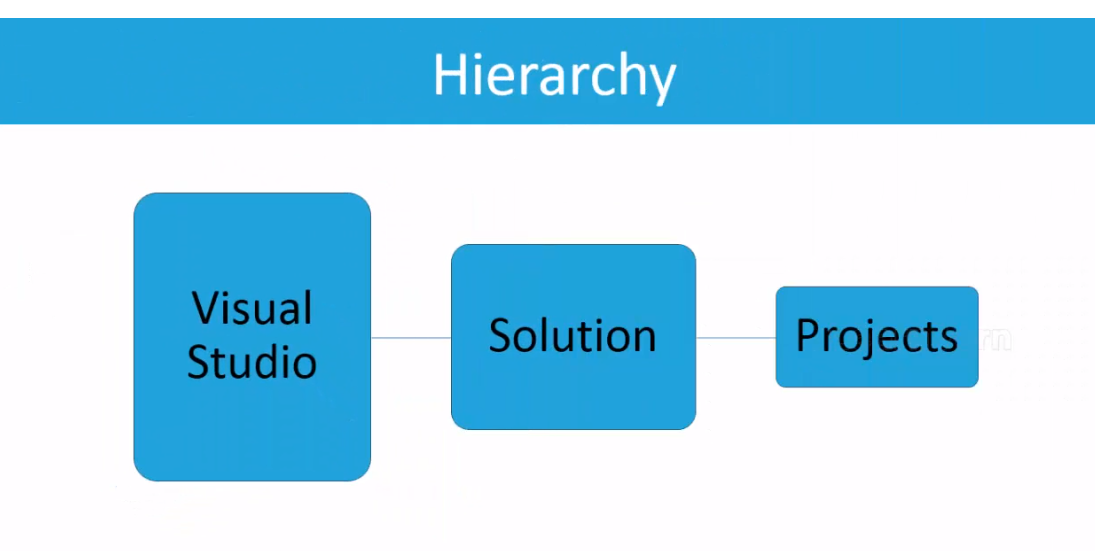 Hierarchy
Visual
Studio
Solution
Projects